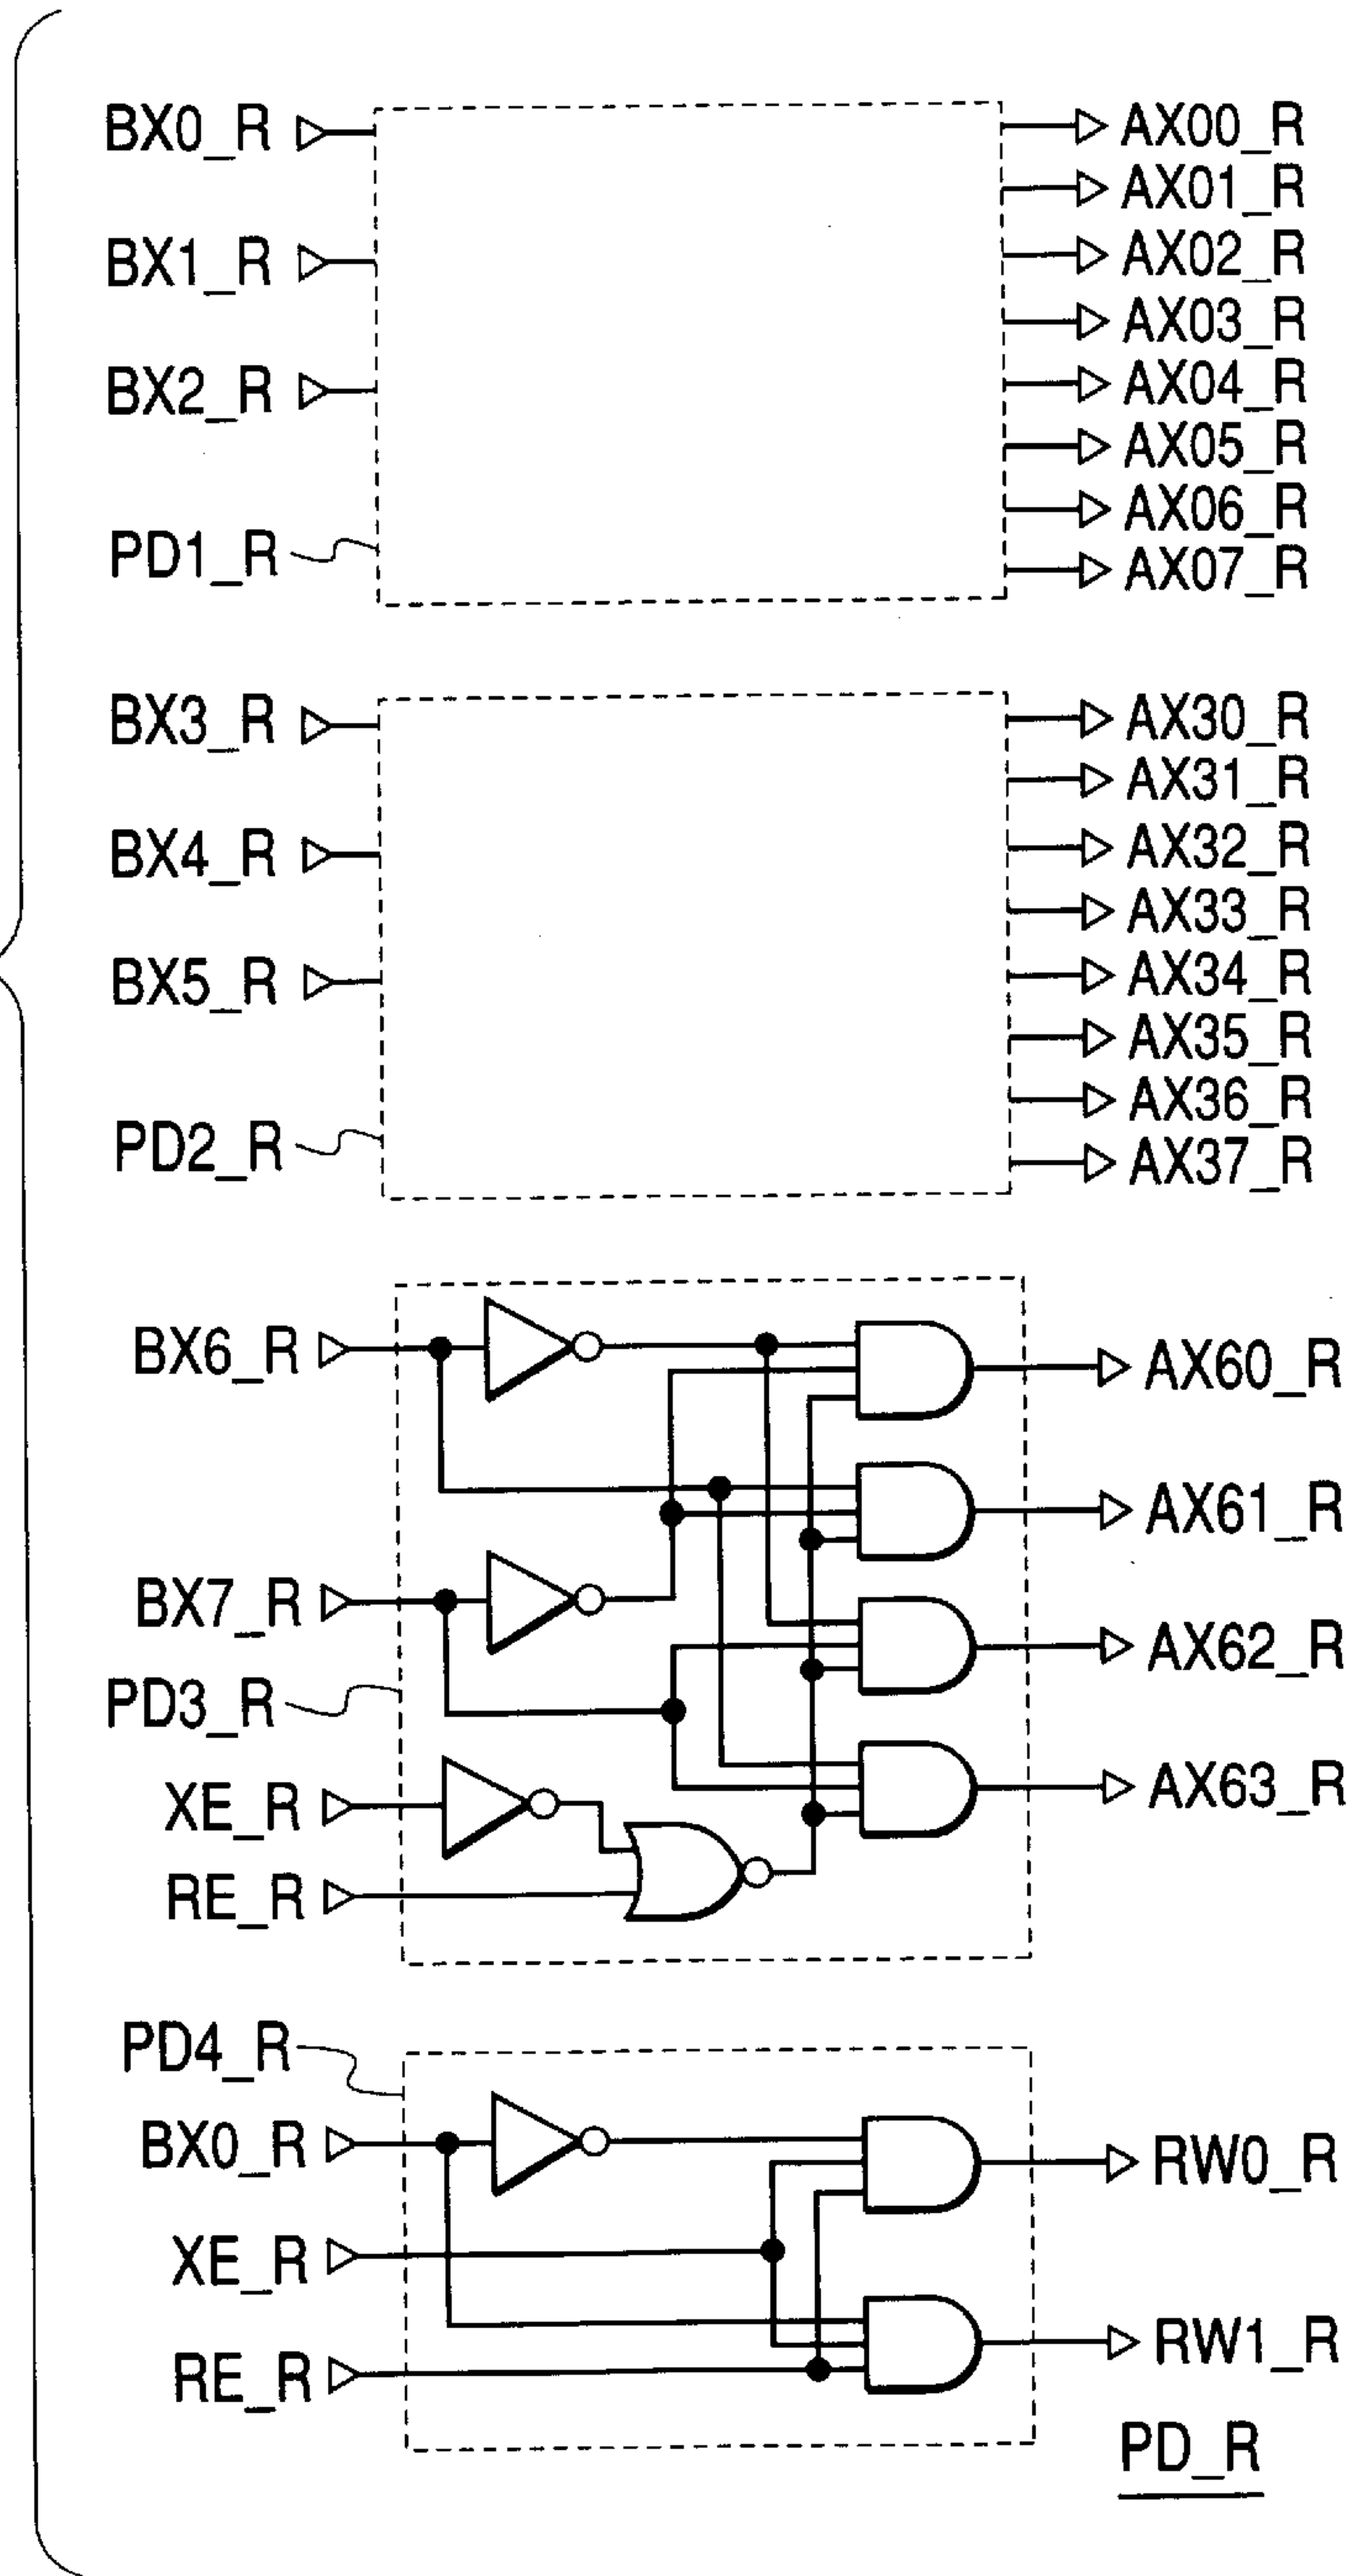 BX0_R
AX00_R
AX01_R
BX1_R
AX02_R
AX03_R
BX2_R
AX04_R
AX05_R
AX06_R
PD1_R
AX07_R
BX3_R
AX30_R
AX31_R
BX4_R
AX32_R
AX33_R
BX5_R
AX34_R
AX35_R
AX36_R
PD2_R
AX37_R
BX6_R
AX60_R
AX61_R
BX7_R
AX62_R
PD3_R
XE_R
AX63_R
RE_R
PD4_R
BX0_R
RW0_R
XE_R
RW1_R
RE_R
PD_R